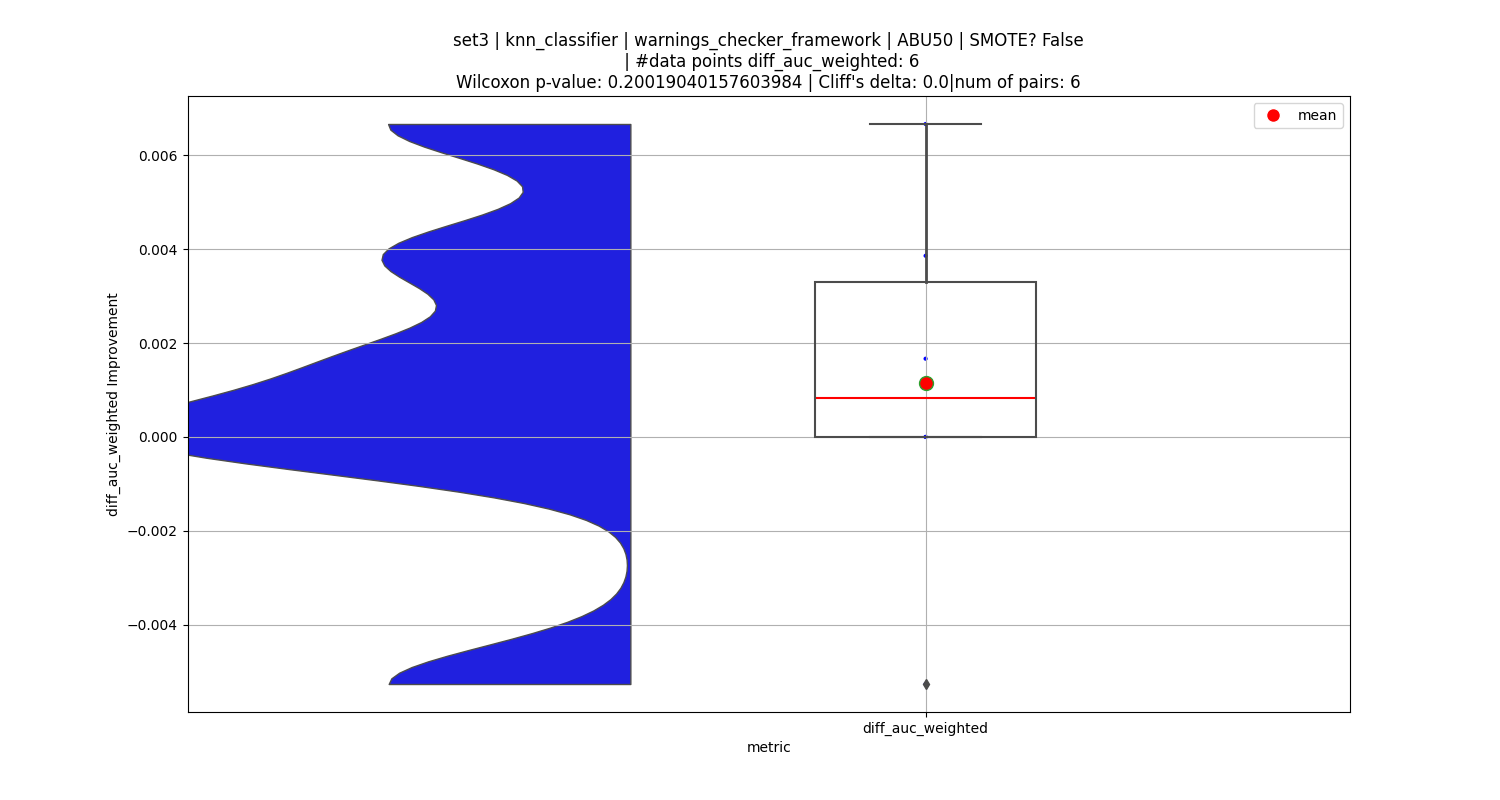 set3 | knn_classifier | warnings_checker_framework | ABU50 | SMOTE? False
| #data points diff_auc_weighted: 6
Wilcoxon p-value: 0.20019040157603984 | Cliff's delta: 0.0|num of pairs: 6
mean
0.006
0.004
0.002
0.000
−0.002
−0.004
diff_auc_weighted Improvement
diff_auc_weighted
metric